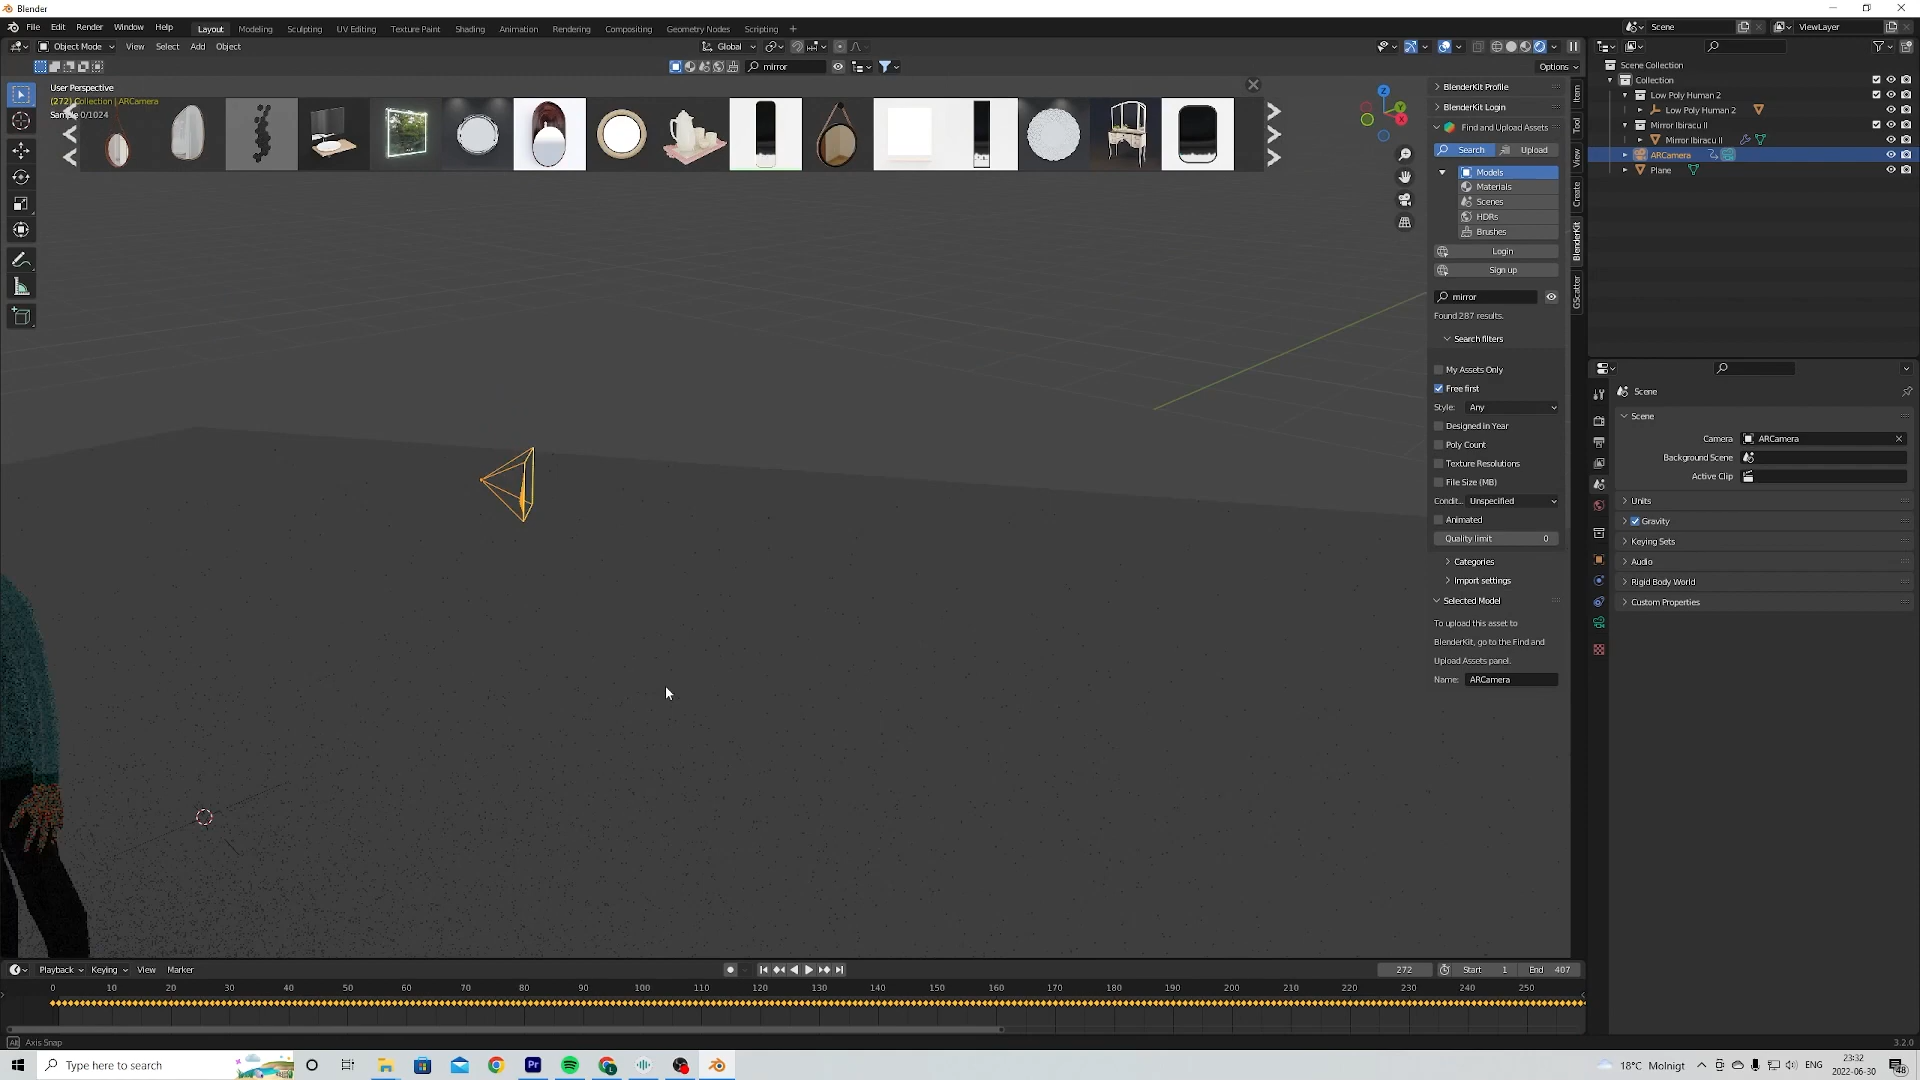 Blender
File Edit Render Window Help
Layout Modeling Sculpting UV Editing Texture Paint Shading Animation Rendering Compositing Geometry Nodes Scripting +
Scene
ViewLayer
Object Mode View Select Add Object
Global
mirror
Options
User Perspective
(272) Collection | ARCamera
Sample 0/1024
Z
Y
X
BlenderKit Profile
BlenderKit Login
Find and Upload Assets
Search Upload
Models
Materials
Scenes
HDRs
Brushes
Login
Sign up
mirror
Found 287 results.
Search filters
My Assets Only
Free first
Style: Any
Designed in Year
Poly Count
Texture Resolutions
File Size (MB)
Condit... Unspecified
Animated
Quality limit 0
Categories
Import settings
Selected Model
To upload this asset to
BlenderKit, go to the Find and
Upload Assets panel.
Name: ARCamera
Item
Tool
View
Create
BlenderKit
GScatter
Scene Collection
Collection
Low Poly Human 2
Low Poly Human 2
Mirror Ibiracu II
Mirror Ibiracu II
ARCamera
Plane
Scene
Scene
Camera ARCamera
Background Scene
Active Clip
Units
Gravity
Keying Sets
Audio
Rigid Body World
Custom Properties
Playback Keying View Marker
272 Start 1 End 407
0 10 20 30 40 50 60 70 80 90 100 110 120 130 140 150 160 170 180 190 200 210 220 230 240 250
Alt Axis Snap
3.2.0
Type here to search
Pr
18°C Molnigt
ENG
23:32
2022-06-30
48